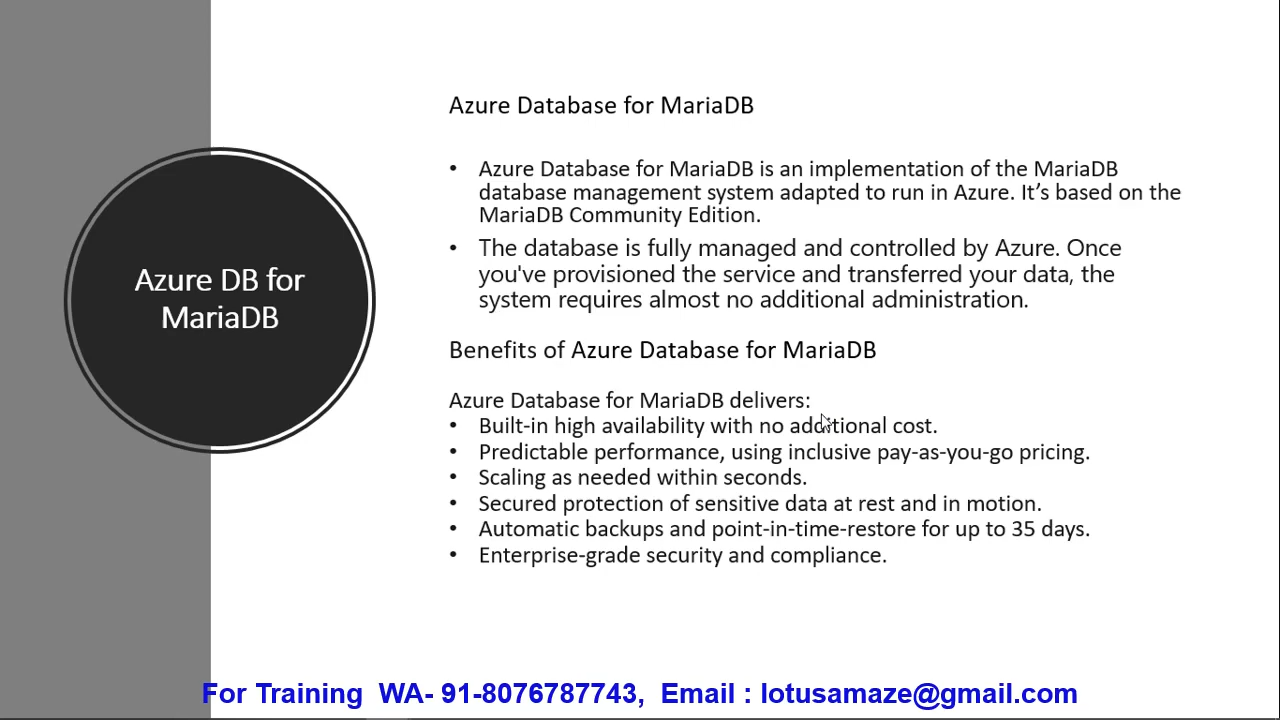 Azure DB for
MariaDB
Azure Database for MariaDB
• Azure Database for MariaDB is an implementation of the MariaDB
database management system adapted to run in Azure. It’s based on the
MariaDB Community Edition.
• The database is fully managed and controlled by Azure. Once
you've provisioned the service and transferred your data, the
system requires almost no additional administration.
Benefits of Azure Database for MariaDB
Azure Database for MariaDB delivers:
• Built-in high availability with no additional cost.
• Predictable performance, using inclusive pay-as-you-go pricing.
• Scaling as needed within seconds.
• Secured protection of sensitive data at rest and in motion.
• Automatic backups and point-in-time-restore for up to 35 days.
• Enterprise-grade security and compliance.
For Training WA- 91-8076787743, Email : lotusamaze@gmail.com